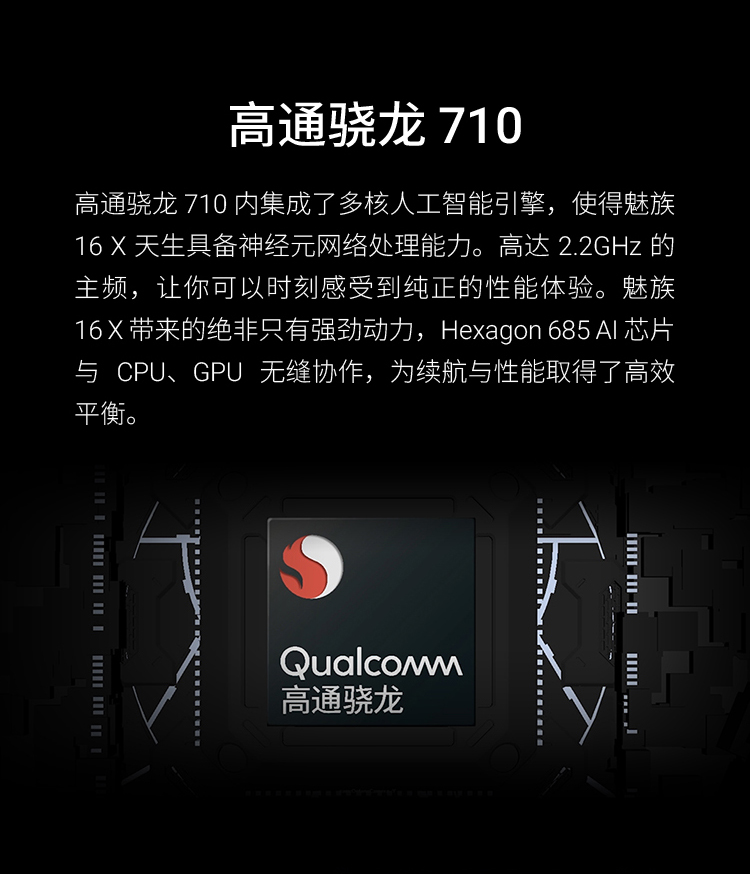 高通骁龙 710
高通骁龙 710 内集成了多核人工智能引擎，使得魅族
16 X 天生具备神经元网络处理能力。高达 2.2GHz 的
主频，让你可以时刻感受到纯正的性能体验。魅族
16 X 带来的绝非只有强劲动力，Hexagon 685 AI 芯片
与 CPU、GPU 无缝协作，为续航与性能取得了高效
平衡。
Qualcomm
高通骁龙